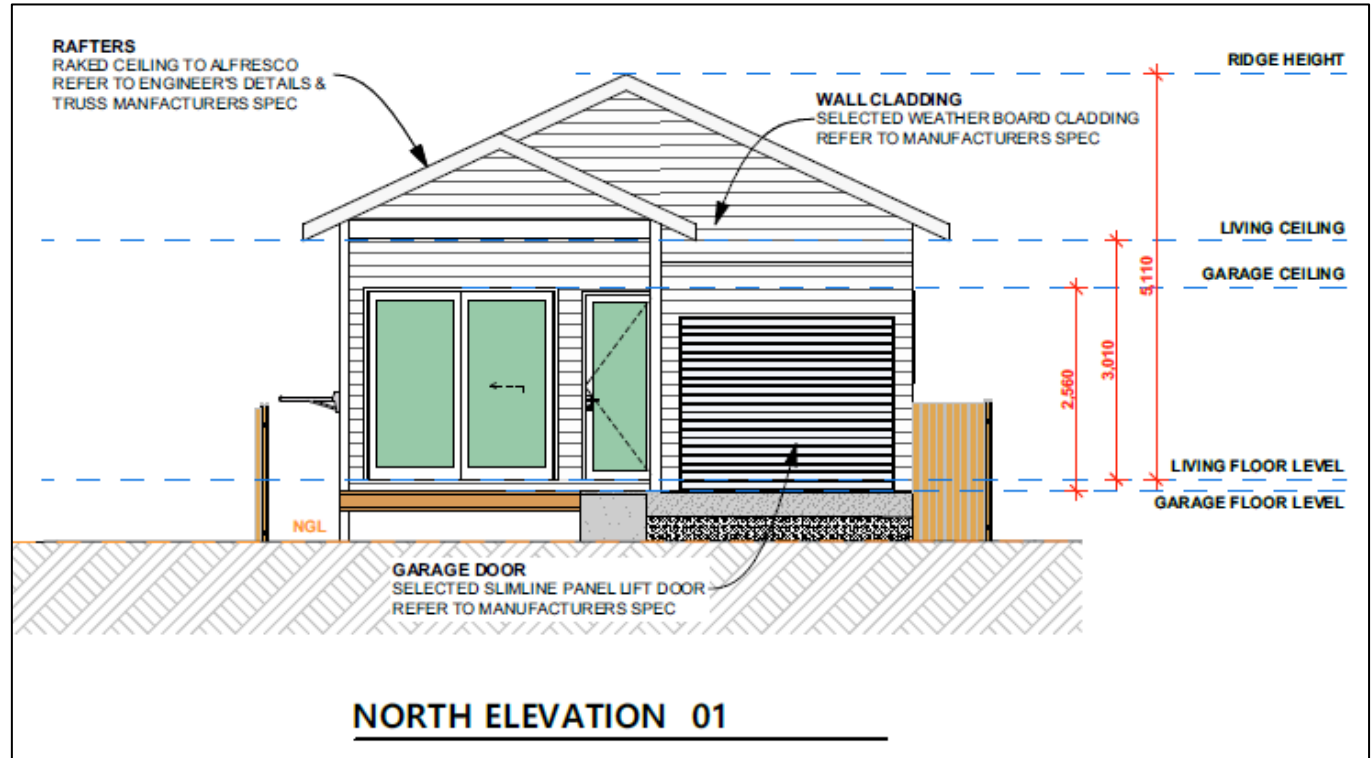 RAFTERS
RAKED CEILING TO ALFRESCO
REFER TO ENGINEER'S DETAILS &
TRUSS MANFACTURERS SPEC
WALL CLADDING
SELECTED WEATHER BOARD CLADDING
REFER TO MANUFACTURERS SPEC
RIDGE HEIGHT
LIVING CEILING
GARAGE CEILING
5,110
3,010
2,560
LIVING FLOOR LEVEL
GARAGE FLOOR LEVEL
NGL
GARAGE DOOR
SELECTED SLIMLINE PANEL LIFT DOOR
REFER TO MANUFACTURERS SPEC
NORTH ELEVATION 01